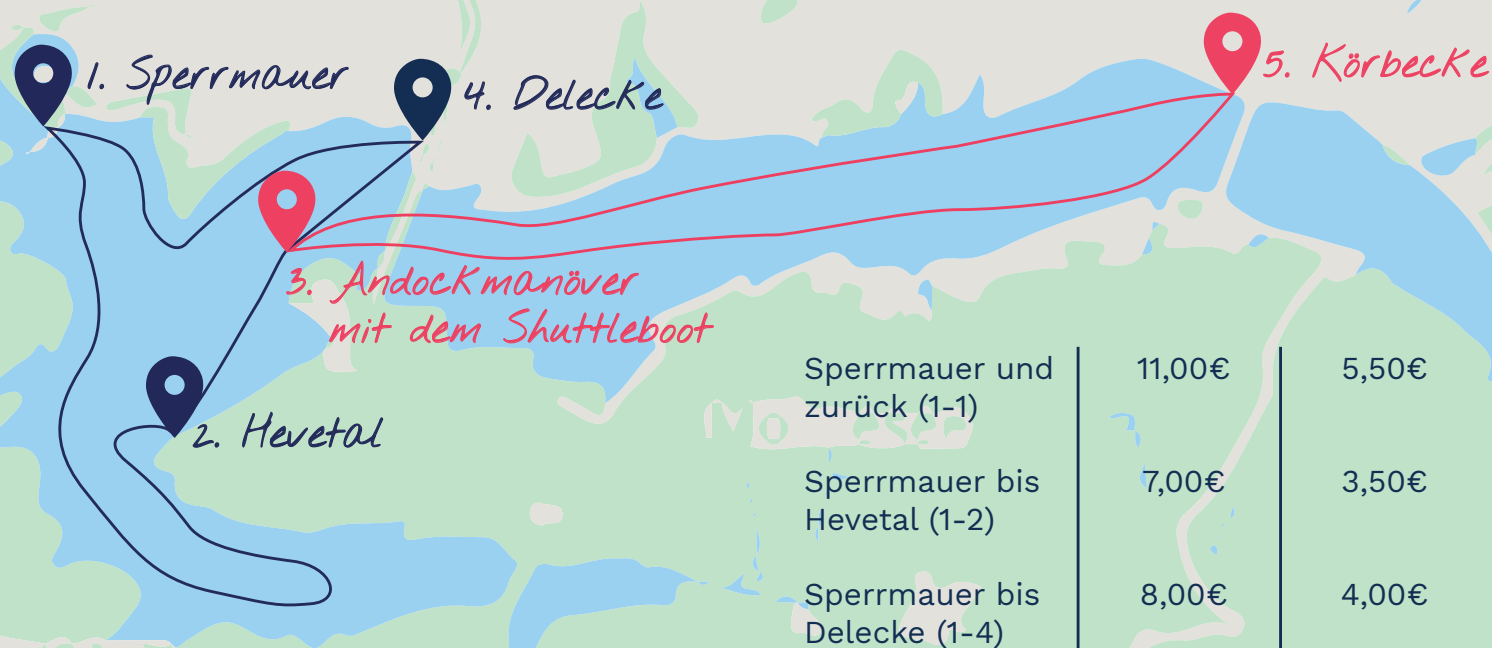 1. Sperrmauer
4. Delecke
5. Körbecke
3. Andockmanöver
mit dem Shuttleboot
2. Hevetal
Sperrmauer und
zurück (1-1)
11,00€
5,50€
Sperrmauer bis
Hevetal (1-2)
7,00€
3,50€
Sperrmauer bis
Delecke (1-4)
8,00€
4,00€